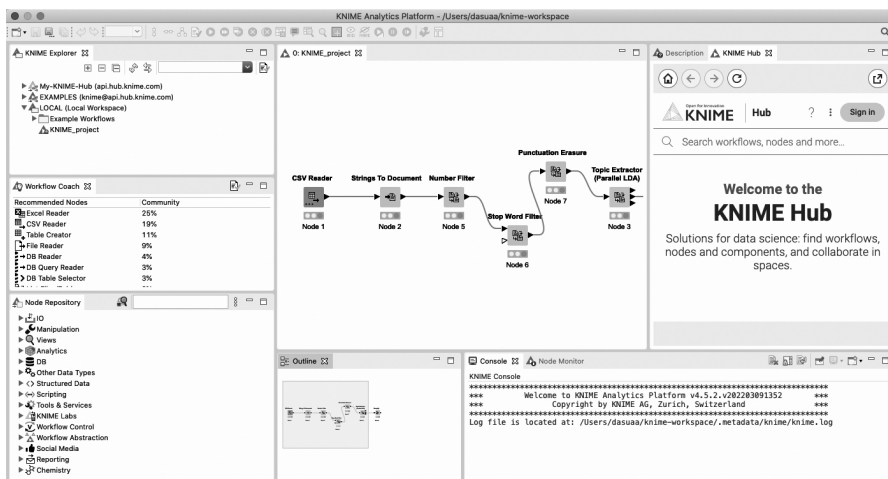 KNIME Analytics Platform - /Users/dasuaa/knime-workspace
KNIME Explorer
My-KNIME-Hub (api.hub.knime.com)
EXAMPLES (knime@api.hub.knime.com)
LOCAL (Local Workspace)
Example Workflows
KNIME_project
Workflow Coach
Recommended Nodes Community
Excel Reader 25%
CSV Reader 19%
Table Creator 11%
File Reader 9%
DB Reader 4%
DB Query Reader 3%
DB Table Selector 3%
Node Repository
IO
Manipulation
Views
Analytics
DB
Other Data Types
Structured Data
Scripting
Tools & Services
KNIME Labs
Workflow Control
Workflow Abstraction
Social Media
Reporting
Chemistry
0: KNIME_project
CSV Reader
Node 1
Strings To Document
Node 2
Number Filter
Node 5
Stop Word Filter
Node 6
Punctuation Erasure
Node 7
Topic Extractor
(Parallel LDA)
Node 3
Outline
Description KNIME Hub
Open for Innovation
KNIME Hub ? Sign in
Search workflows, nodes and more...
Welcome to the
KNIME Hub
Solutions for data science: find workflows,
nodes and components, and collaborate in
spaces.
Console Node Monitor
KNIME Console
*** Welcome to KNIME Analytics Platform v4.5.2.v202203091352 ***
*** Copyright by KNIME AG, Zurich, Switzerland ***
Log file is located at: /Users/dasuaa/knime-workspace/.metadata/knime/knime.log